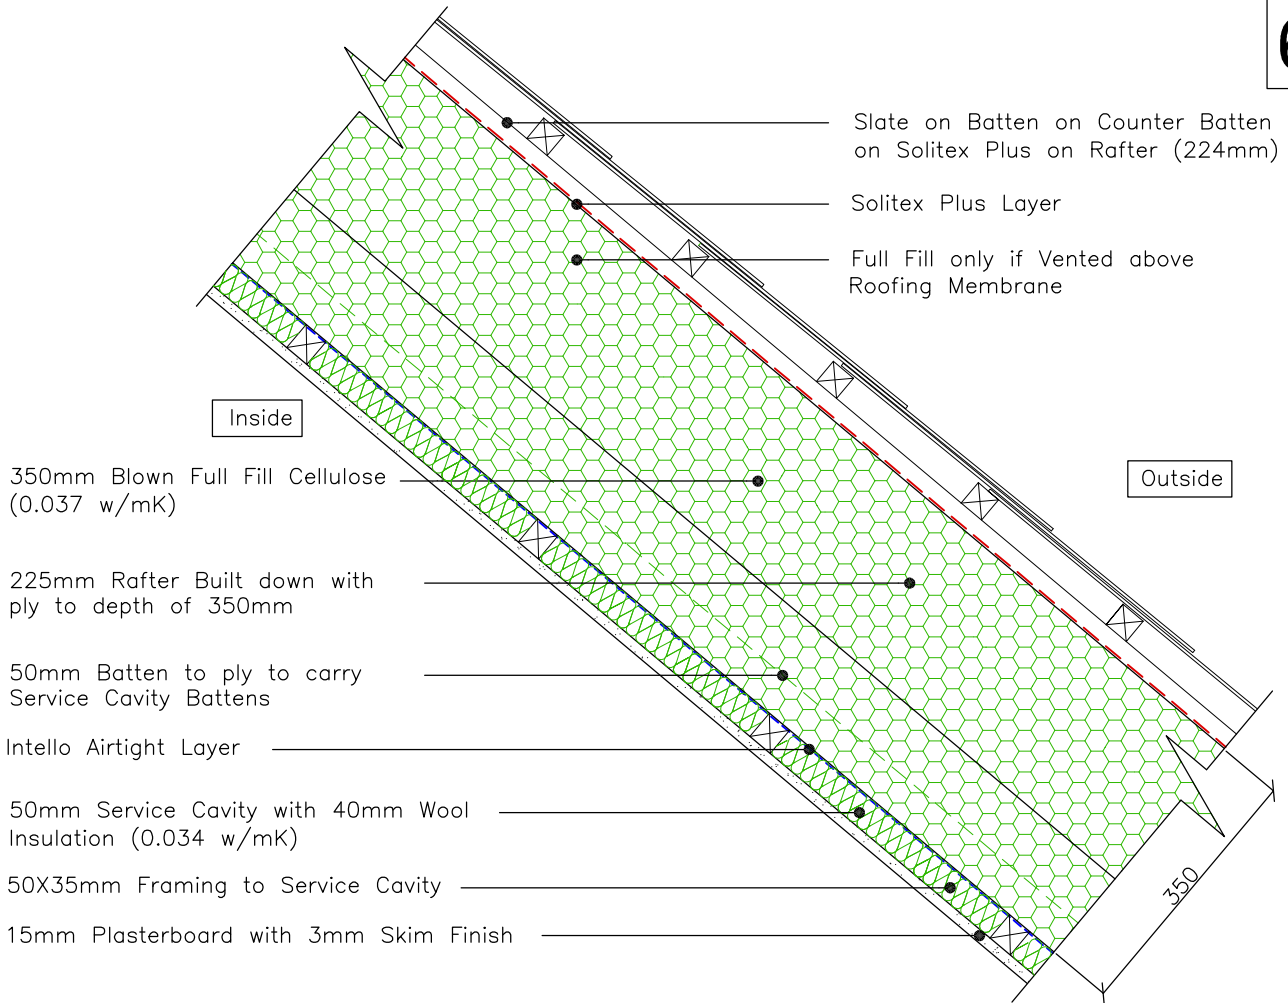 Slate on Batten on Counter Batten
on Solitex Plus on Rafter (224mm)
Solitex Plus Layer
Full Fill only if Vented above
Roofing Membrane
Inside
Outside
350mm Blown Full Fill Cellulose
(0.037 w/mK)
225mm Rafter Built down with
ply to depth of 350mm
50mm Batten to ply to carry
Service Cavity Battens
Intello Airtight Layer
50mm Service Cavity with 40mm Wool
Insulation (0.034 w/mK)
50X35mm Framing to Service Cavity
15mm Plasterboard with 3mm Skim Finish
350